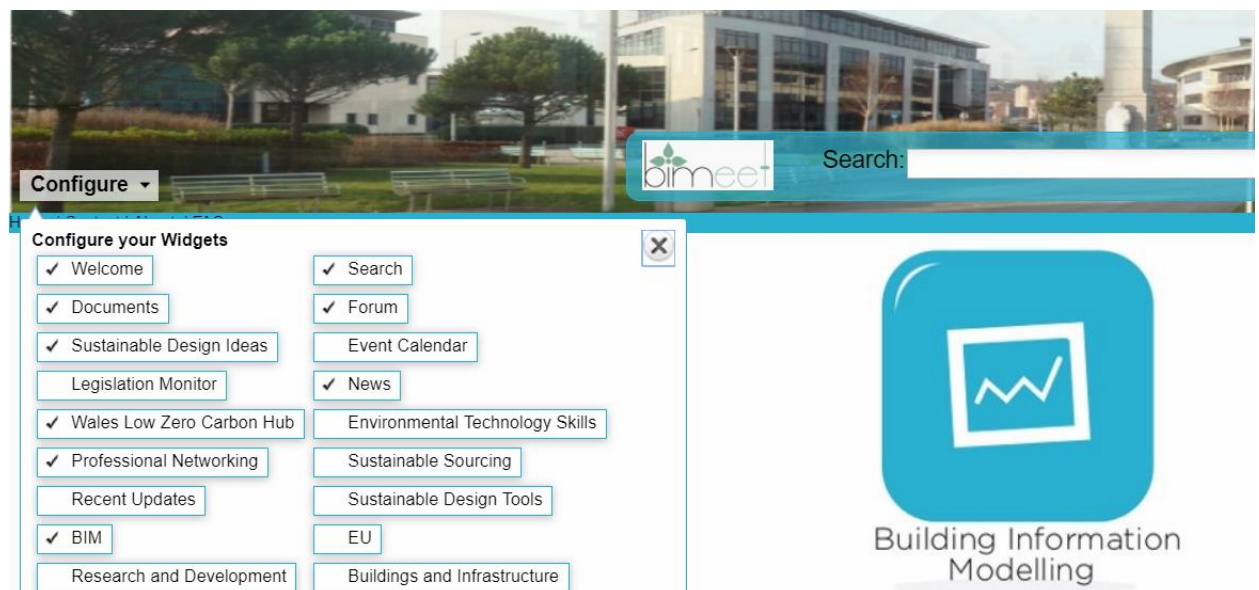 bimeet
Search:
Configure
Configure your Widgets
✓ Welcome
✓ Search
✓ Documents
✓ Forum
✓ Sustainable Design Ideas
Event Calendar
Legislation Monitor
✓ News
✓ Wales Low Zero Carbon Hub
Environmental Technology Skills
✓ Professional Networking
Sustainable Sourcing
Recent Updates
Sustainable Design Tools
✓ BIM
EU
Research and Development
Buildings and Infrastructure
Building Information
Modelling